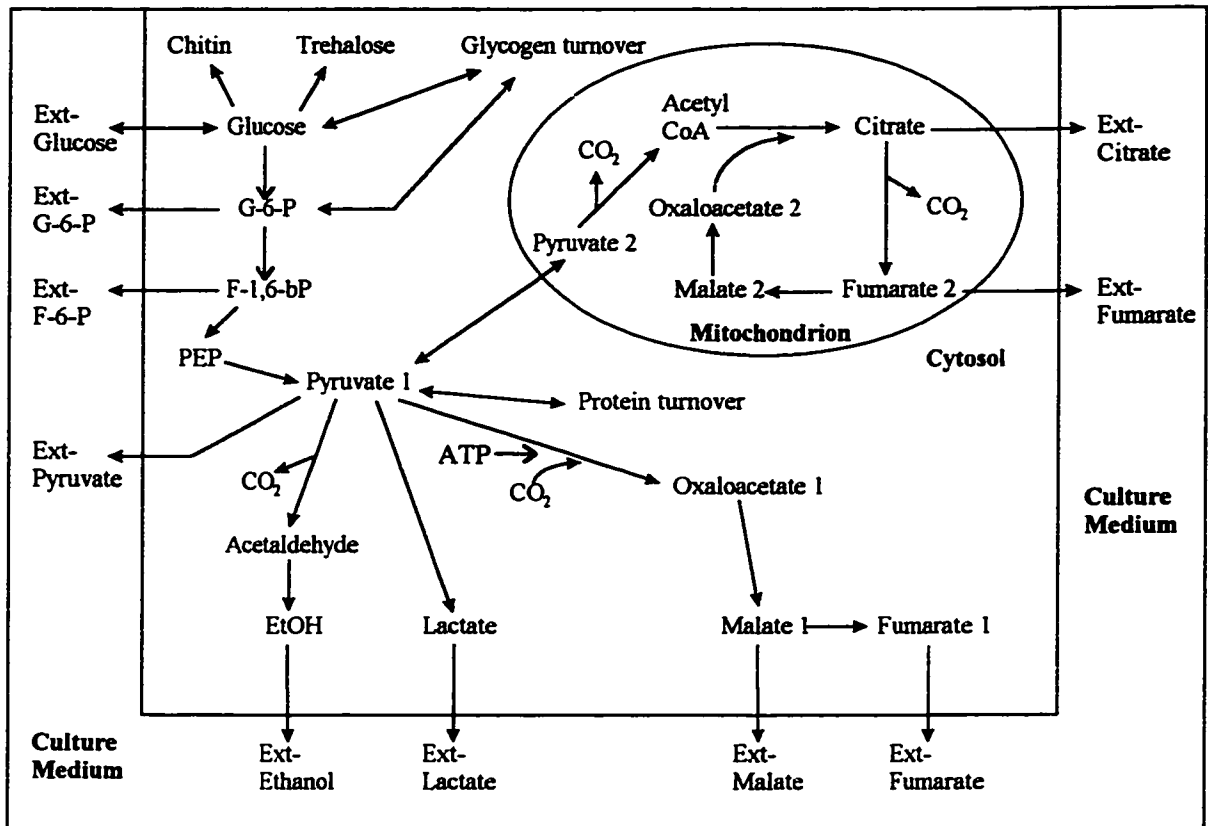 Chitin
Trehalose
Glycogen turnover
Ext-
Glucose
Glucose
Acetyl
CoA
Citrate
Ext-
Citrate
CO₂
Ext-
G-6-P
G-6-P
Oxaloacetate 2
CO₂
Pyruvate 2
Ext-
F-6-P
F-1,6-bP
Malate 2
Fumarate 2
Ext-
Fumarate
Mitochondrion
Cytosol
PEP
Pyruvate 1
Protein turnover
Ext-
Pyruvate
CO₂
ATP
CO₂
Oxaloacetate 1
Culture
Medium
Acetaldehyde
EtOH
Lactate
Malate 1
Fumarate 1
Culture
Medium
Ext-
Ethanol
Ext-
Lactate
Ext-
Malate
Ext-
Fumarate